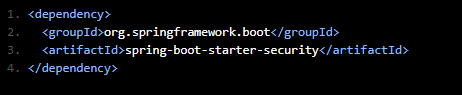 1. <dependency>
2. <groupId>org.springframework.boot</groupId>
3. <artifactId>spring-boot-starter-security</artifactId>
4. </dependency>